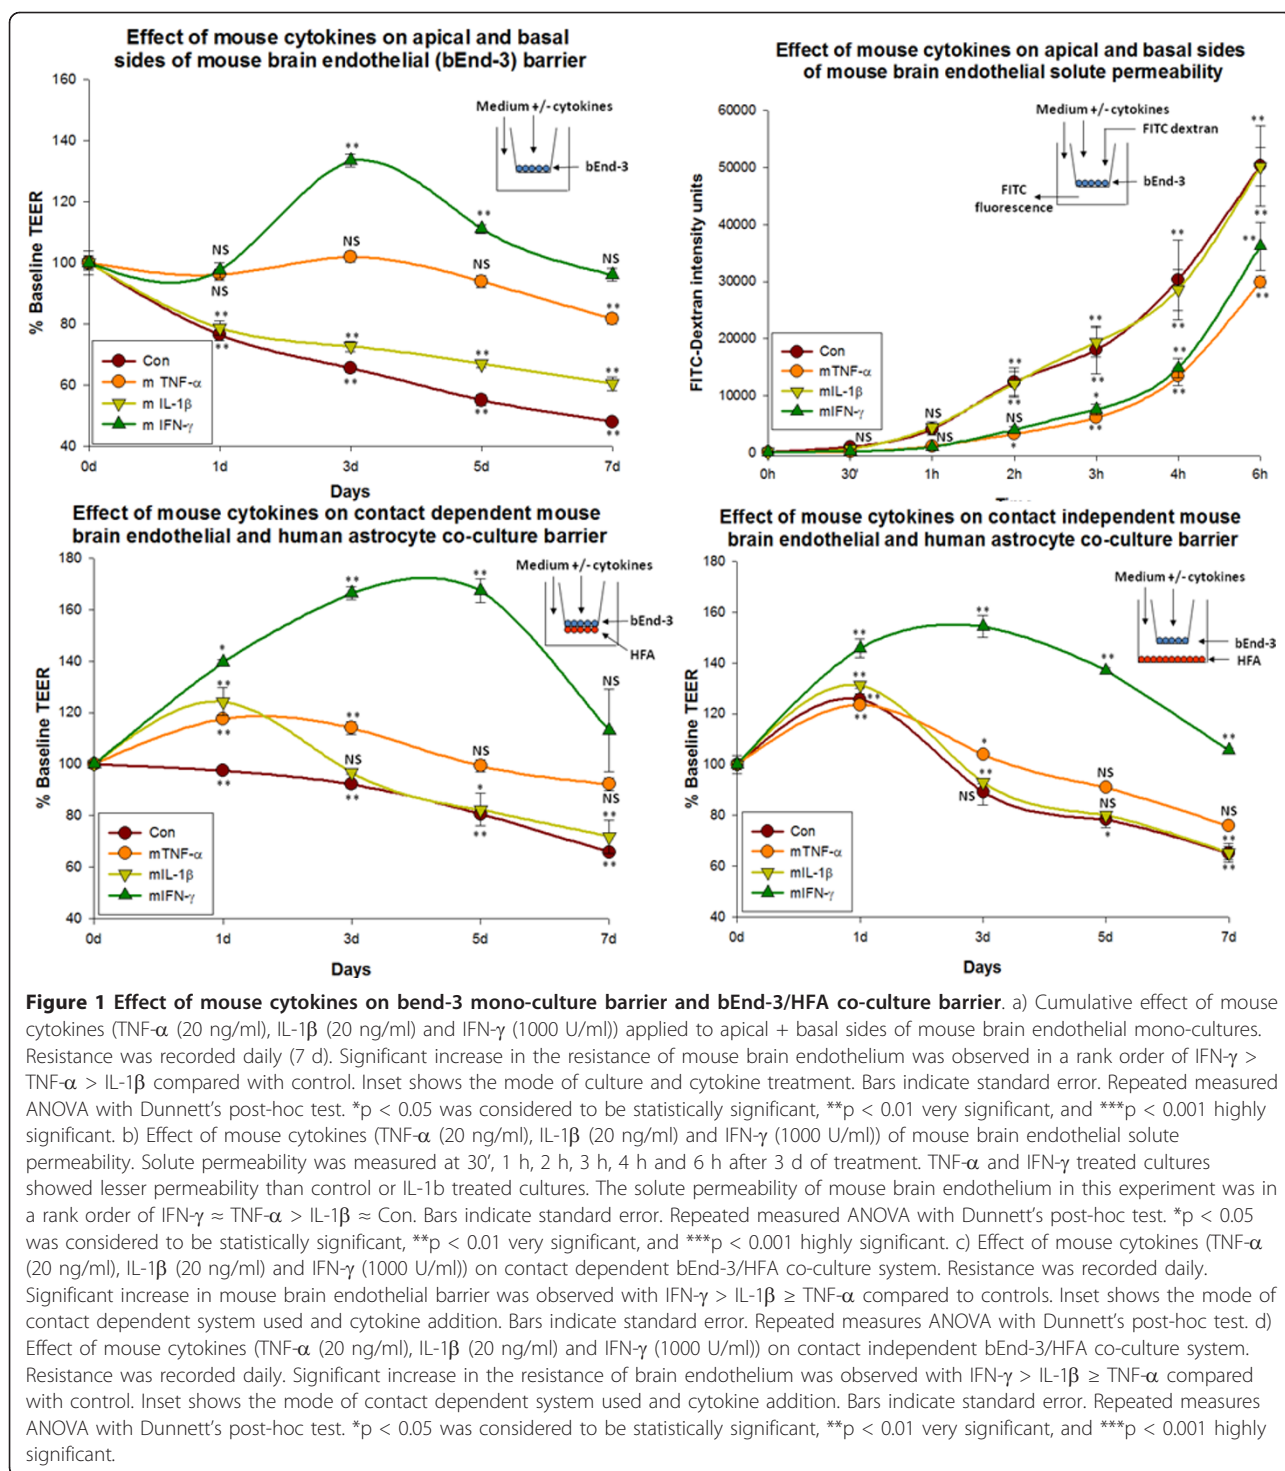 Effect of mouse cytokines on apical and basal
sides of mouse brain endothelial (bEnd-3) barrier
160
140
120
100
80
60
40
% Baseline TEER
Medium +/- cytokines
bEnd-3
**
NS
**
NS
NS
NS
NS
NS
**
**
**
**
**
**
**
**
**
Con
m TNF-α
m IL-1β
m IFN-γ
0d
1d
3d
5d
7d
Days
Effect of mouse cytokines on apical and basal sides
of mouse brain endothelial solute permeability
60000
50000
40000
30000
20000
10000
0
FITC-Dextran intensity units
Medium +/- cytokines
FITC dextran
bEnd-3
FITC
fluorescence
**
**
**
**
**
**
**
**
**
**
*
**
**
**
NS
*
NS
NS
NS
Con
mTNF-α
mIL-1β
mIFN-γ
0h
30'
1h
2h
3h
4h
6h
Effect of mouse cytokines on contact dependent mouse
brain endothelial and human astrocyte co-culture barrier
180
160
140
120
100
80
60
40
% Baseline TEER
Medium +/- cytokines
bEnd-3
HFA
*
**
**
**
**
**
NS
**
NS
*
**
NS
NS
**
**
Con
mTNF-α
mIL-1β
mIFN-γ
0d
1d
3d
5d
7d
Days
Effect of mouse cytokines on contact independent mouse
brain endothelial and human astrocyte co-culture barrier
180
160
140
120
100
80
60
40
% Baseline TEER
Medium +/- cytokines
bEnd-3
HFA
**
**
**
**
**
**
**
*
**
NS
NS
NS
*
NS
**
**
Con
mTNF-α
mIL-1β
mIFN-γ
0d
1d
3d
5d
7d
Days
Figure 1 Effect of mouse cytokines on bend-3 mono-culture barrier and bEnd-3/HFA co-culture barrier. a) Cumulative effect of mouse
cytokines (TNF-α (20 ng/ml), IL-1β (20 ng/ml) and IFN-γ (1000 U/ml)) applied to apical + basal sides of mouse brain endothelial mono-cultures.
Resistance was recorded daily (7 d). Significant increase in the resistance of mouse brain endothelium was observed in a rank order of IFN-γ >
TNF-α > IL-1β compared with control. Inset shows the mode of culture and cytokine treatment. Bars indicate standard error. Repeated measured
ANOVA with Dunnett's post-hoc test. *p < 0.05 was considered to be statistically significant, **p < 0.01 very significant, and ***p < 0.001 highly
significant. b) Effect of mouse cytokines (TNF-α (20 ng/ml), IL-1β (20 ng/ml) and IFN-γ (1000 U/ml)) of mouse brain endothelial solute
permeability. Solute permeability was measured at 30', 1 h, 2 h, 3 h, 4 h and 6 h after 3 d of treatment. TNF-α and IFN-γ treated cultures
showed lesser permeability than control or IL-1b treated cultures. The solute permeability of mouse brain endothelium in this experiment was in
a rank order of IFN-γ ≈ TNF-α > IL-1β ≈ Con. Bars indicate standard error. Repeated measured ANOVA with Dunnett's post-hoc test. *p < 0.05
was considered to be statistically significant, **p < 0.01 very significant, and ***p < 0.001 highly significant. c) Effect of mouse cytokines (TNF-α
(20 ng/ml), IL-1β (20 ng/ml) and IFN-γ (1000 U/ml)) on contact dependent bEnd-3/HFA co-culture system. Resistance was recorded daily.
Significant increase in mouse brain endothelial barrier was observed with IFN-γ > IL-1β ≥ TNF-α compared to controls. Inset shows the mode of
contact dependent system used and cytokine addition. Bars indicate standard error. Repeated measures ANOVA with Dunnett's post-hoc test. d)
Effect of mouse cytokines (TNF-α (20 ng/ml), IL-1β (20 ng/ml) and IFN-γ (1000 U/ml)) on contact independent bEnd-3/HFA co-culture system.
Resistance was recorded daily. Significant increase in the resistance of brain endothelium was observed with IFN-γ > IL-1β ≥ TNF-α compared
with control. Inset shows the mode of contact dependent system used and cytokine addition. Bars indicate standard error. Repeated measures
ANOVA with Dunnett's post-hoc test. *p < 0.05 was considered to be statistically significant, **p < 0.01 very significant, and ***p < 0.001 highly
significant.